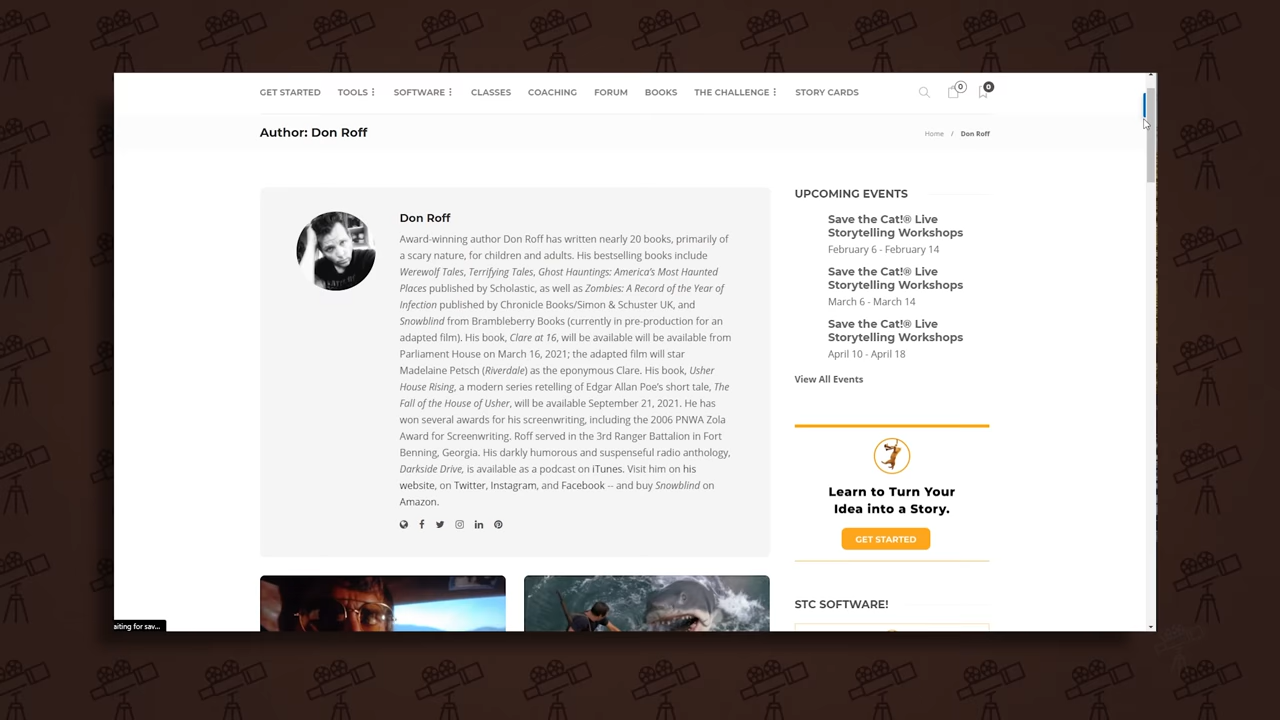 GET STARTED TOOLS SOFTWARE CLASSES COACHING FORUM BOOKS THE CHALLENGE STORY CARDS 0 0
Author: Don Roff
Home / Don Roff
Don Roff
Award-winning author Don Roff has written nearly 20 books, primarily of
a scary nature, for children and adults. His bestselling books include
Werewolf Tales, Terrifying Tales, Ghost Hauntings: America's Most Haunted
Places published by Scholastic, as well as Zombies: A Record of the Year of
Infection published by Chronicle Books/Simon & Schuster UK, and
Snowblind from Brambleberry Books (currently in pre-production for an
adapted film). His book, Clare at 16, will be available will be available from
Parliament House on March 16, 2021; the adapted film will star
Madelaine Petsch (Riverdale) as the eponymous Clare. His book, Usher
House Rising, a modern series retelling of Edgar Allan Poe's short tale, The
Fall of the House of Usher, will be available September 21, 2021. He has
won several awards for his screenwriting, including the 2006 PNWA Zola
Award for Screenwriting. Roff served in the 3rd Ranger Battalion in Fort
Benning, Georgia. His darkly humorous and suspenseful radio anthology,
Darkside Drive, is available as a podcast on iTunes. Visit him on his
website, on Twitter, Instagram, and Facebook -- and buy Snowblind on
Amazon.
UPCOMING EVENTS
Save the Cat!® Live
Storytelling Workshops
February 6 - February 14
Save the Cat!® Live
Storytelling Workshops
March 6 - March 14
Save the Cat!® Live
Storytelling Workshops
April 10 - April 18
View All Events
Learn to Turn Your
Idea into a Story.
GET STARTED
STC SOFTWARE!
aiting for sav...